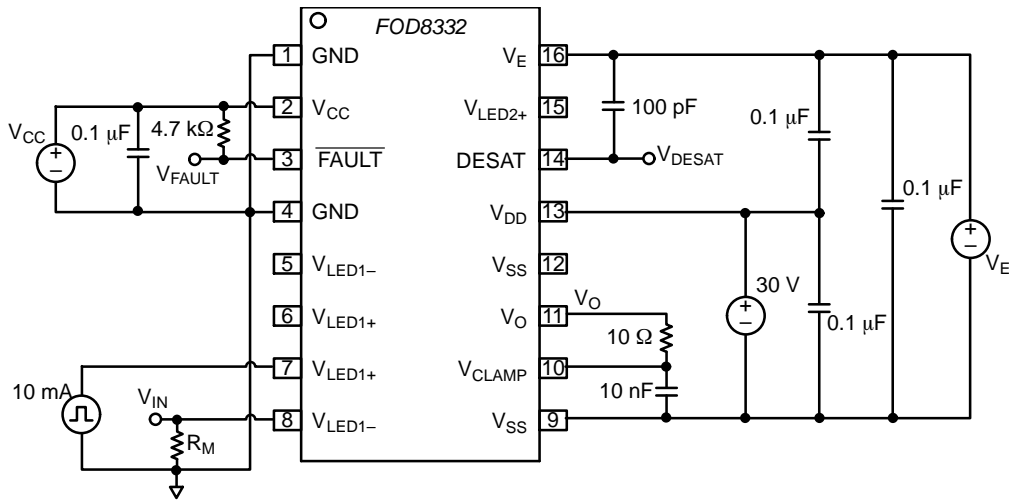 FOD8332
1 GND
2 VCC
3 FAULT
4 GND
5 VLED1–
6 VLED1+
7 VLED1+
8 VLED1–
VE 16
VLED2+ 15
DESAT 14
VDD 13
VSS 12
VO 11
VCLAMP 10
VSS 9
VCC
+
–
0.1 μF
4.7 kΩ
VFAULT
10 mA
VIN
RM
100 pF
VDESAT
0.1 μF
0.1 μF
+
–
VE
30 V
+
–
0.1 μF
VO
10 Ω
10 nF